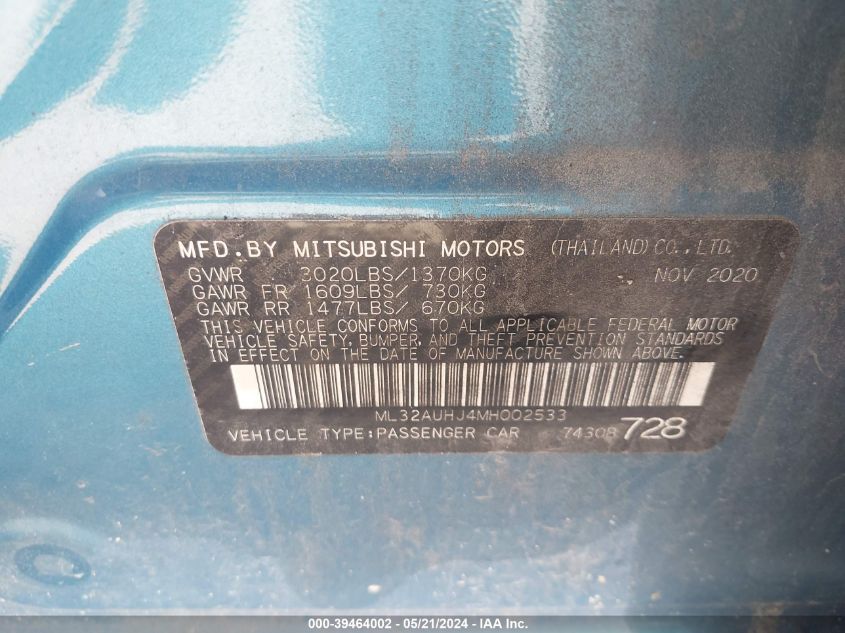 MFD.BY MITSUBISHI MOTORS (THAILAND) CO., LTD.
GVWR 3020LBS/1370KG NOV 2020
GAWR FR 1609LBS/ 730KG
GAWR RR 1477LBS/ 670KG
THIS VEHICLE CONFORMS TO ALL APPLICABLE FEDERAL MOTOR
VEHICLE SAFETY, BUMPER, AND THEFT PREVENTION STANDARDS
IN EFFECT ON THE DATE OF MANUFACTURE SHOWN ABOVE.
ML32AUHJ4MH002533
VEHICLE TYPE:PASSENGER CAR 74308 728
000-39464002 - 05/21/2024 - IAA Inc.